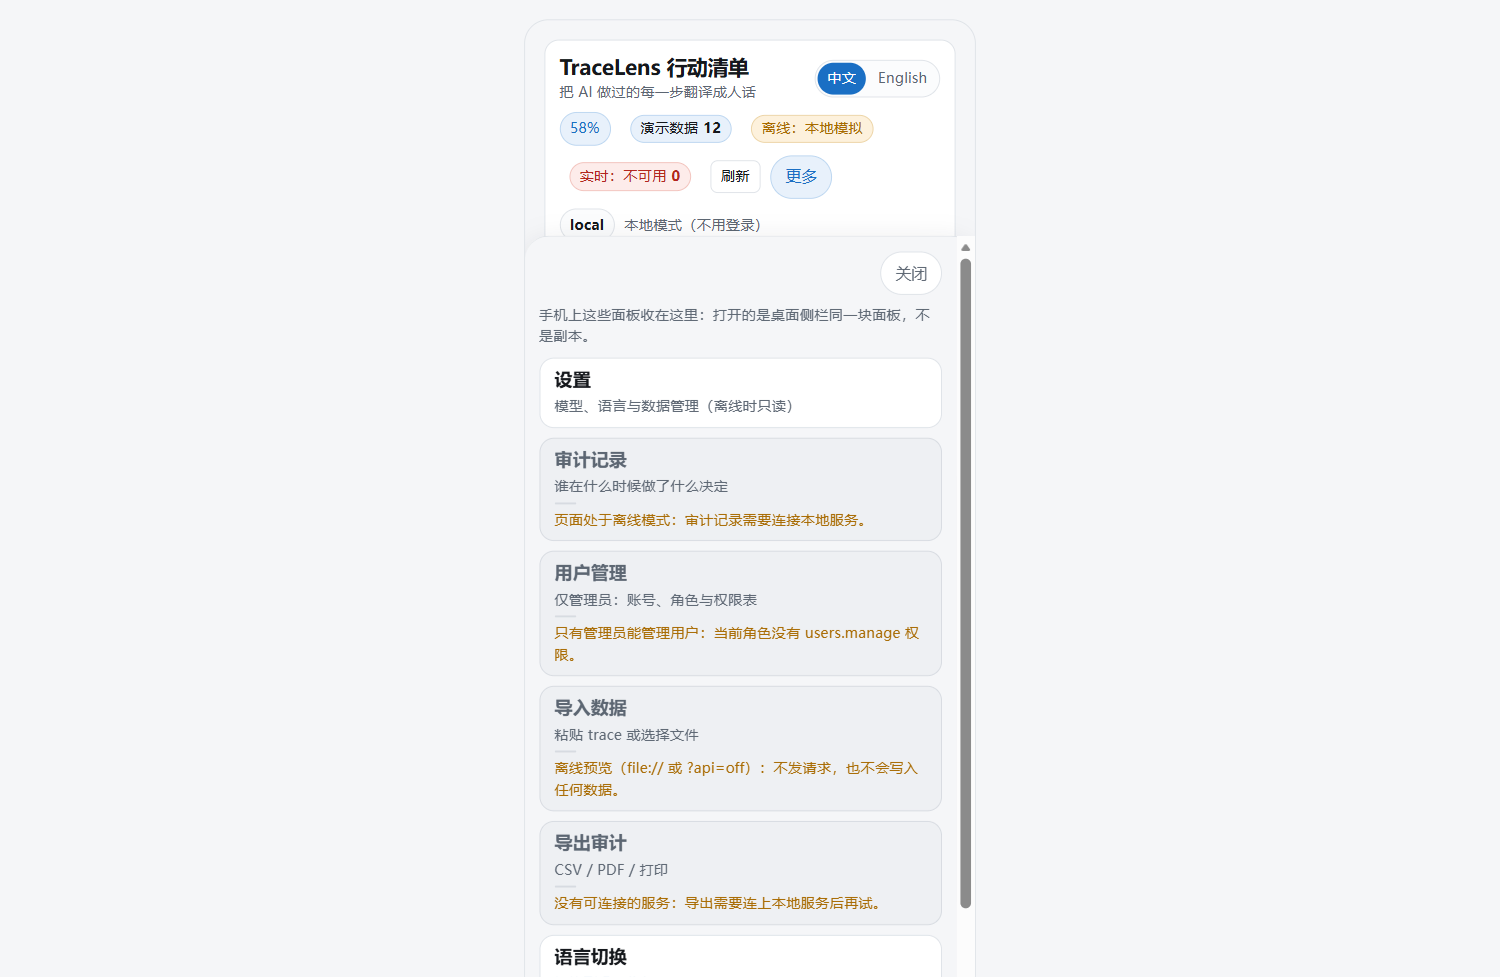 TraceLens 行动清单
把 AI 做过的每一步翻译成人话
中文 English
58% 演示数据 12 离线：本地模拟
实时：不可用 0 刷新 更多
local 本地模式（不用登录）
关闭
手机上这些面板收在这里：打开的是桌面侧栏同一块面板，不
是副本。
设置
模型、语言与数据管理（离线时只读）
审计记录
谁在什么时候做了什么决定
页面处于离线模式：审计记录需要连接本地服务。
用户管理
仅管理员：账号、角色与权限表
只有管理员能管理用户：当前角色没有 users.manage 权
限。
导入数据
粘贴 trace 或选择文件
离线预览（file:// 或 ?api=off）：不发请求，也不会写入
任何数据。
导出审计
CSV / PDF / 打印
没有可连接的服务：导出需要连上本地服务后再试。
语言切换